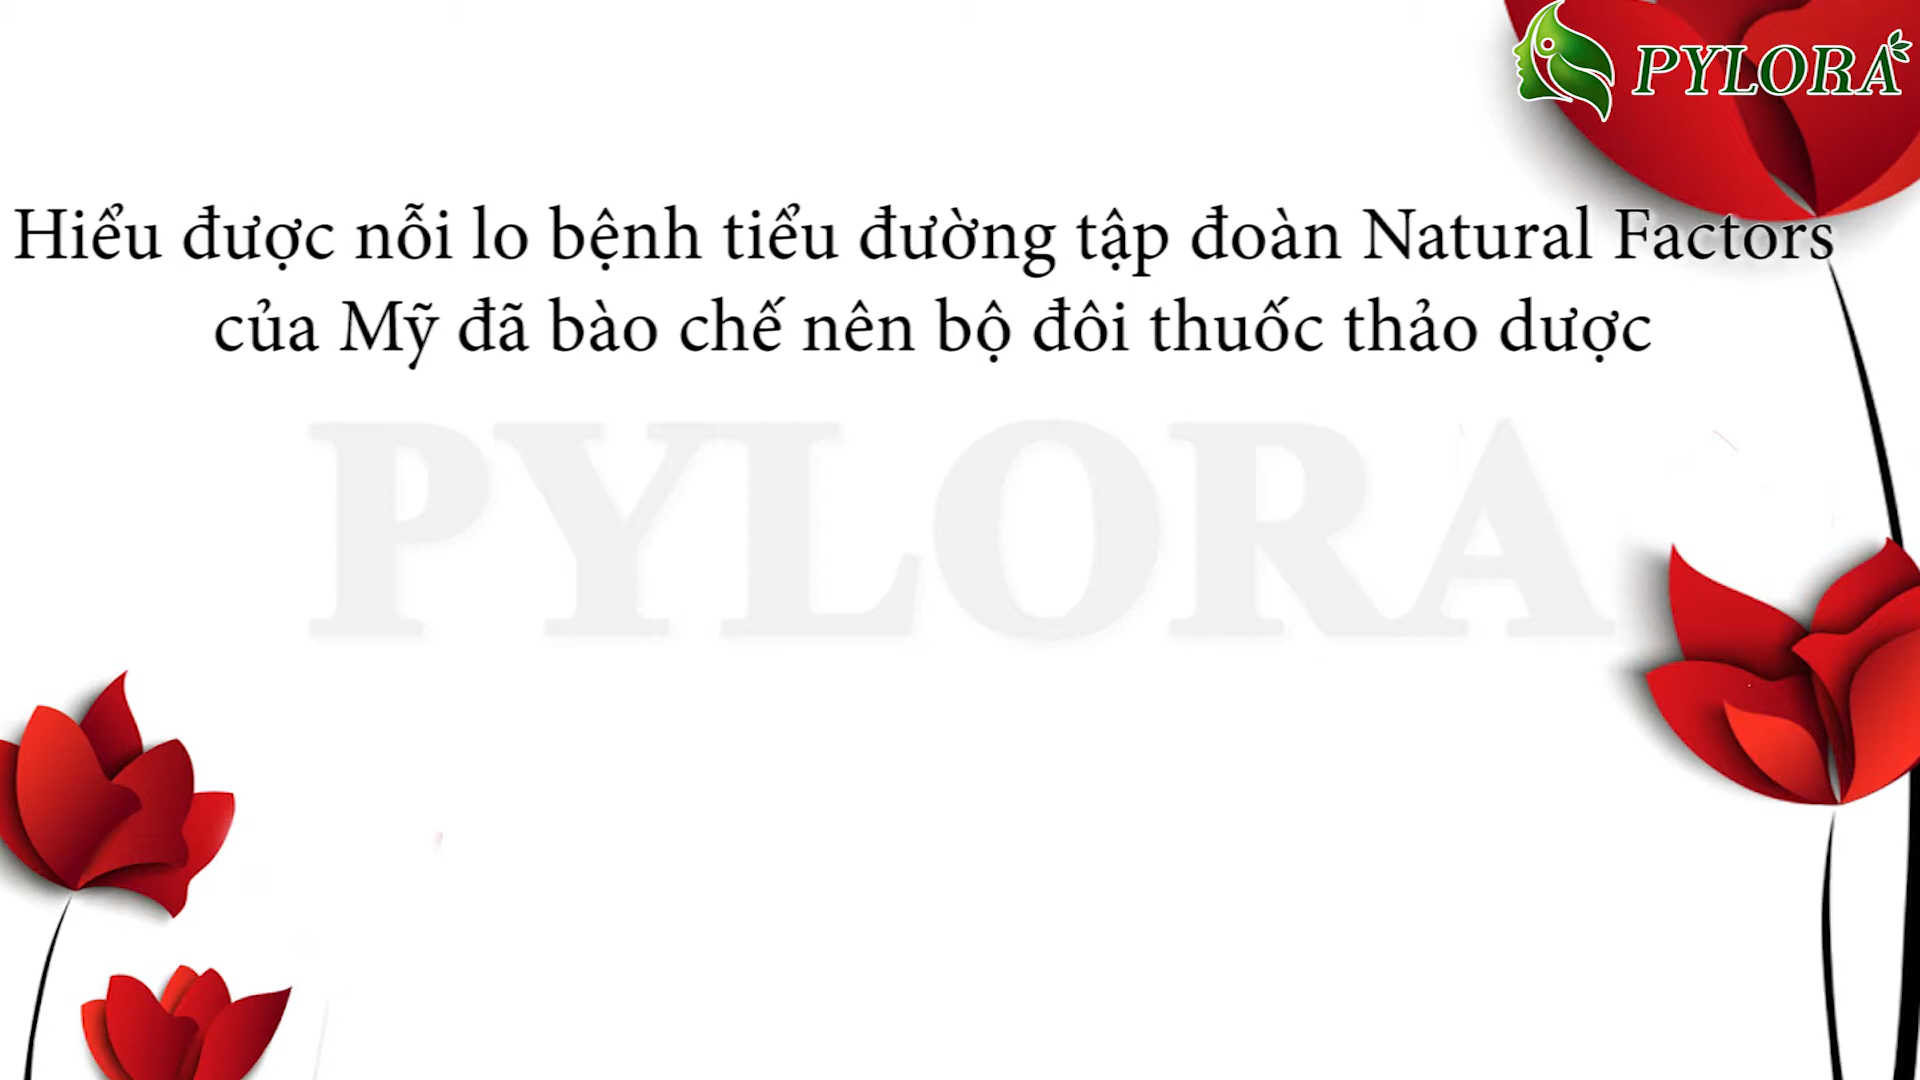 PYLORA
Hiểu được nỗi lo bệnh tiểu đường tập đoàn Natural Factors
của Mỹ đã bào chế nên bộ đôi thuốc thảo dược
PYLORA